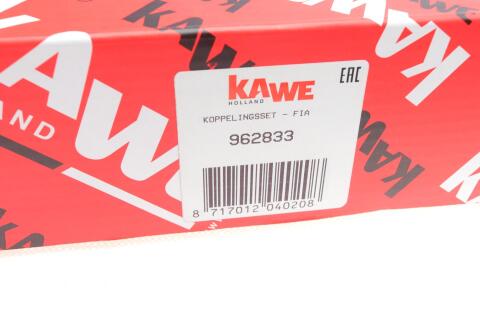 KAWE
HOLLAND
EAC
KOPPELINGSSET - FIA
962833
8 717012 040208
KAWE
AND
KAWE